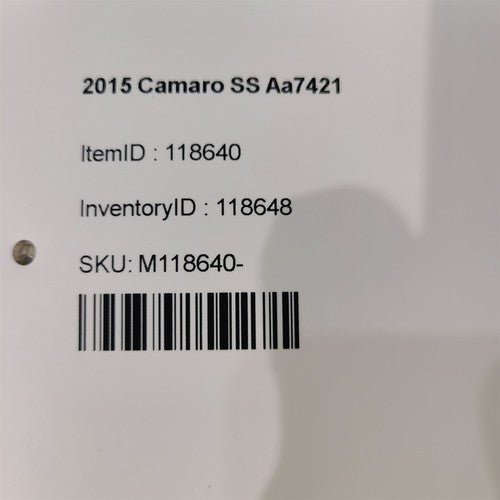 2015 Camaro SS Aa7421
ItemID : 118640
InventoryID : 118648
SKU: M118640-